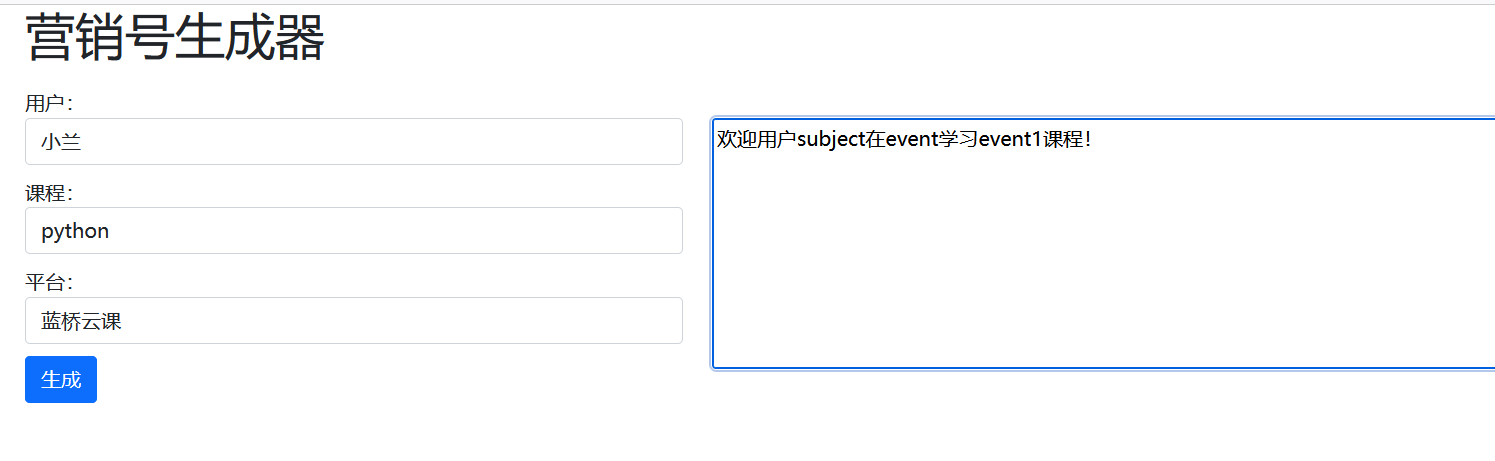 营销号生成器
用户：
小兰
欢迎用户subject在event学习event1课程！
课程：
python
平台：
蓝桥云课
生成